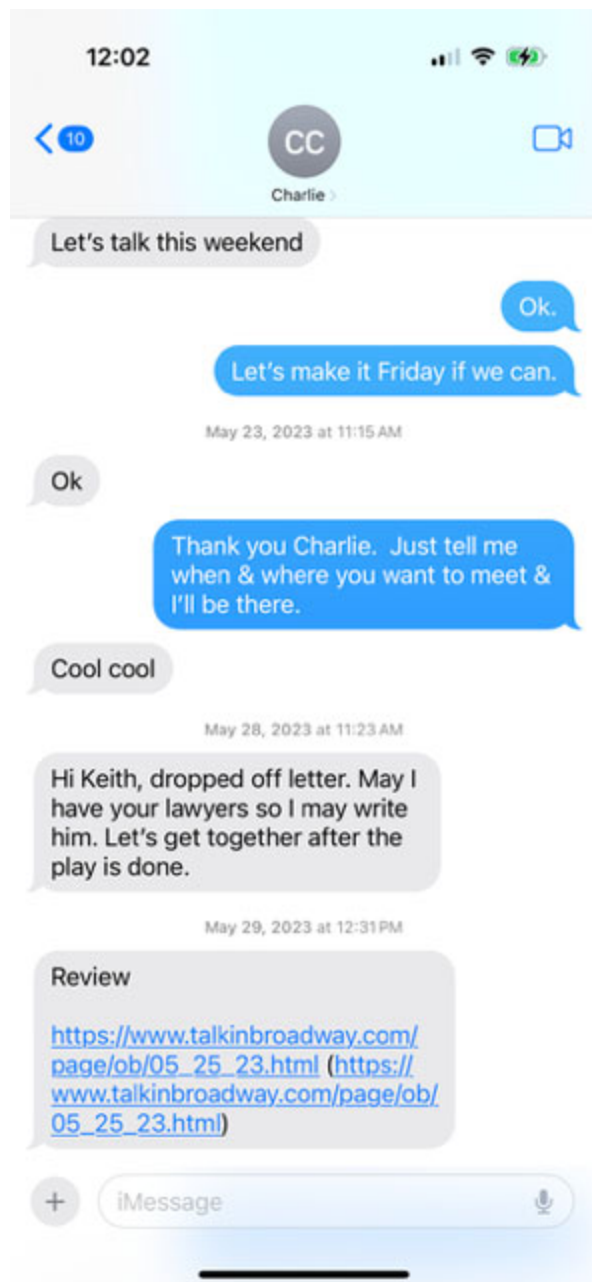 12:02
10
CC
Charlie
Let's talk this weekend
Ok.
Let's make it Friday if we can.
May 23, 2023 at 11:15 AM
Ok
Thank you Charlie.  Just tell me
when & where you want to meet &
I'll be there.
Cool cool
May 28, 2023 at 11:23 AM
Hi Keith, dropped off letter. May I
have your lawyers so I may write
him. Let's get together after the
play is done.
May 29, 2023 at 12:31 PM
Review
https://www.talkinbroadway.com/
page/ob/05_25_23.html (https://
www.talkinbroadway.com/page/ob/
05_25_23.html)
iMessage